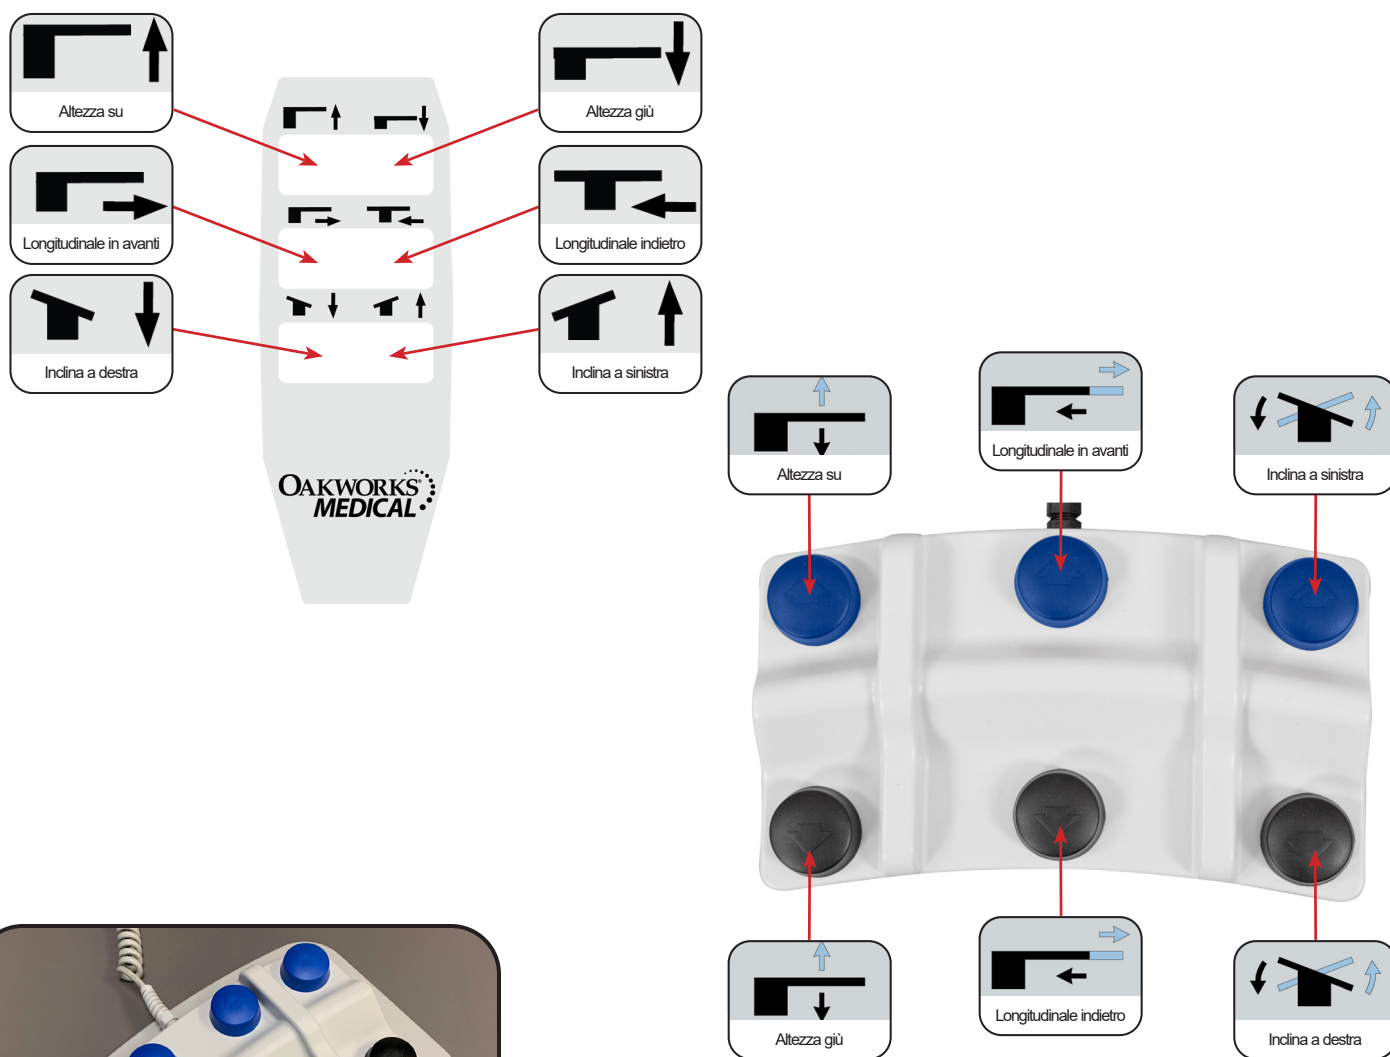 Altezza su
Altezza giù
Longitudinale in avanti
Longitudinale indietro
Inclina a destra
Inclina a sinistra
OAKWORKS®
MEDICAL
Altezza su
Longitudinale in avanti
Inclina a sinistra
Altezza giù
Longitudinale indietro
Inclina a destra